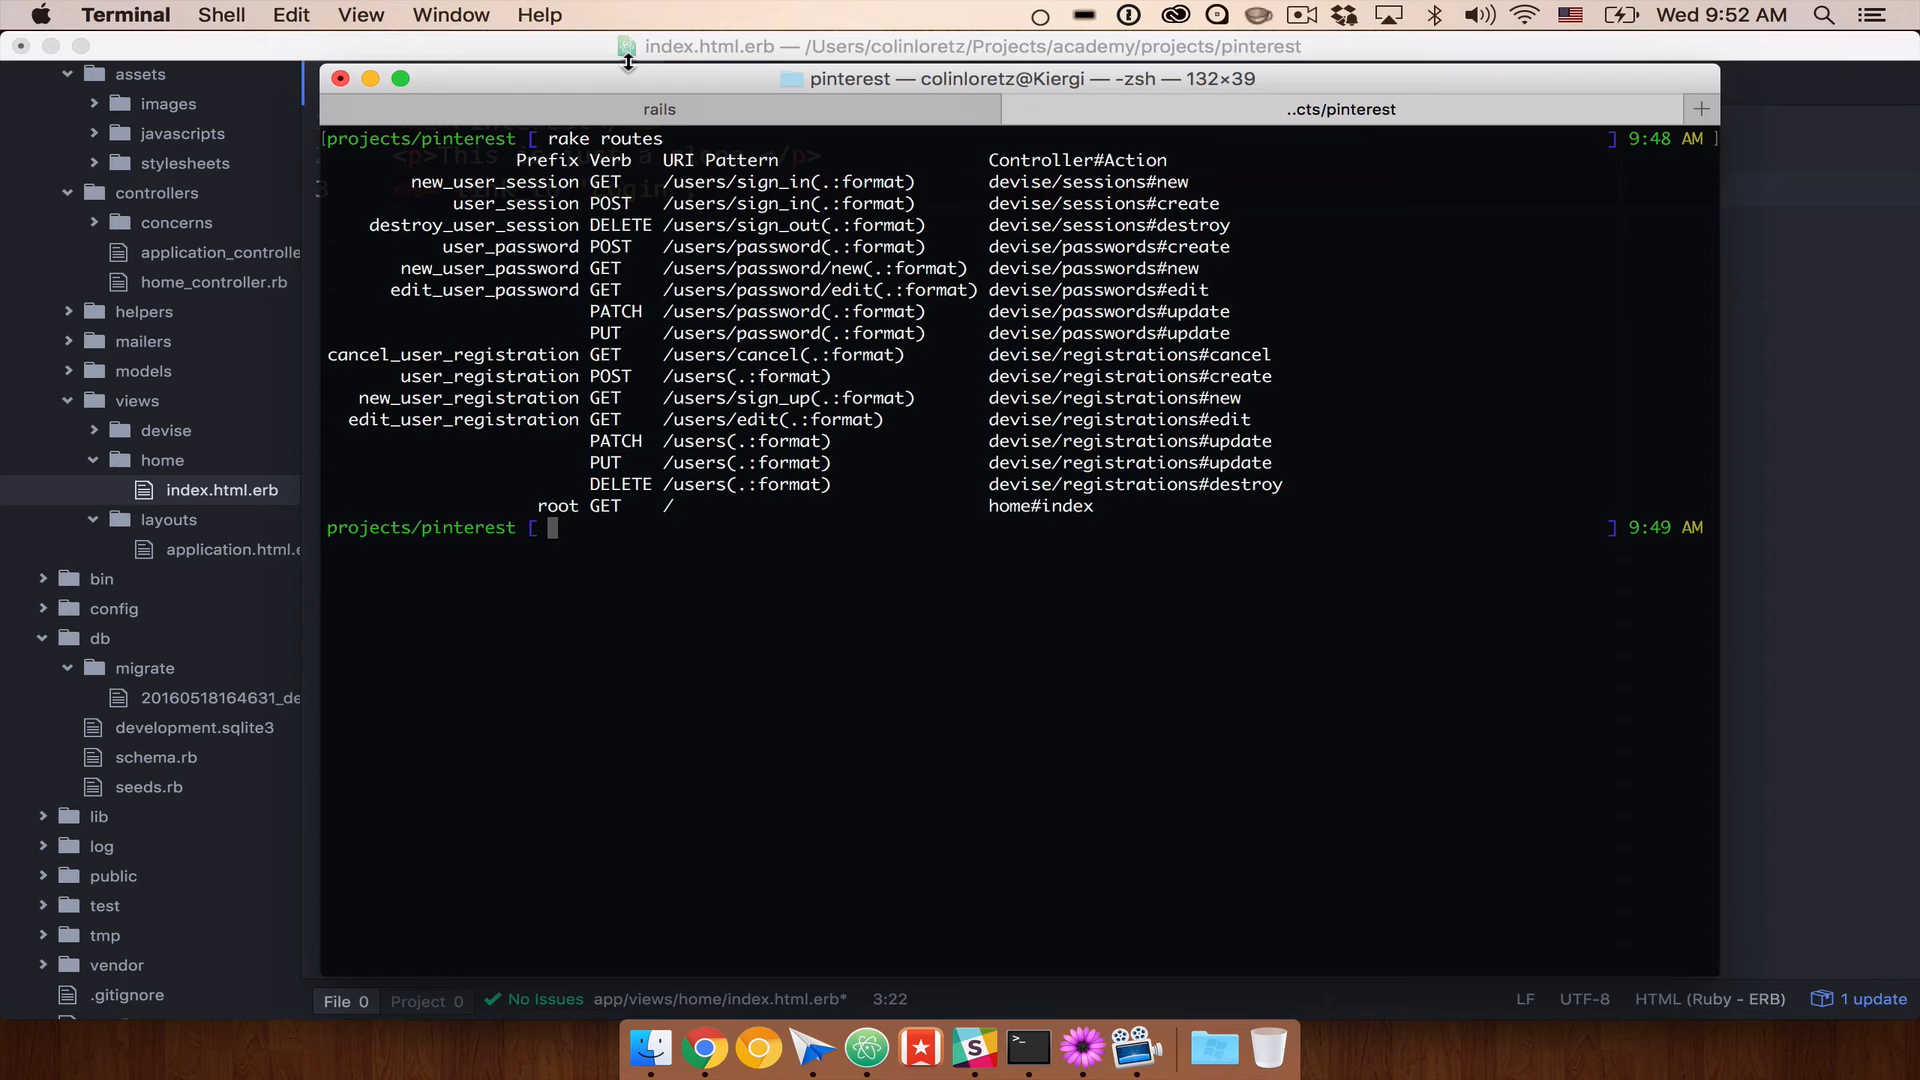 Terminal Shell Edit View Window Help Wed 9:52 AM
index.html.erb — /Users/colinloretz/Projects/academy/projects/pinterest
pinterest — colinloretz@Kiergi — -zsh — 132×39
rails ..cts/pinterest
[projects/pinterest [ rake routes ] 9:48 AM ]
Prefix Verb URI Pattern Controller#Action
new_user_session GET /users/sign_in(.:format) devise/sessions#new
user_session POST /users/sign_in(.:format) devise/sessions#create
destroy_user_session DELETE /users/sign_out(.:format) devise/sessions#destroy
user_password POST /users/password(.:format) devise/passwords#create
new_user_password GET /users/password/new(.:format) devise/passwords#new
edit_user_password GET /users/password/edit(.:format) devise/passwords#edit
PATCH /users/password(.:format) devise/passwords#update
PUT /users/password(.:format) devise/passwords#update
cancel_user_registration GET /users/cancel(.:format) devise/registrations#cancel
user_registration POST /users(.:format) devise/registrations#create
new_user_registration GET /users/sign_up(.:format) devise/registrations#new
edit_user_registration GET /users/edit(.:format) devise/registrations#edit
PATCH /users(.:format) devise/registrations#update
PUT /users(.:format) devise/registrations#update
DELETE /users(.:format) devise/registrations#destroy
root GET / home#index
projects/pinterest [ ] 9:49 AM
assets
images
javascripts
stylesheets
controllers
concerns
application_controlle
home_controller.rb
helpers
mailers
models
views
devise
home
index.html.erb
layouts
application.html.e
bin
config
db
migrate
20160518164631_de
development.sqlite3
schema.rb
seeds.rb
lib
log
public
test
tmp
vendor
.gitignore
2 <p>This is just a clone.</p>
3
File 0 Project 0 No Issues app/views/home/index.html.erb* 3:22 LF UTF-8 HTML (Ruby - ERB) 1 update